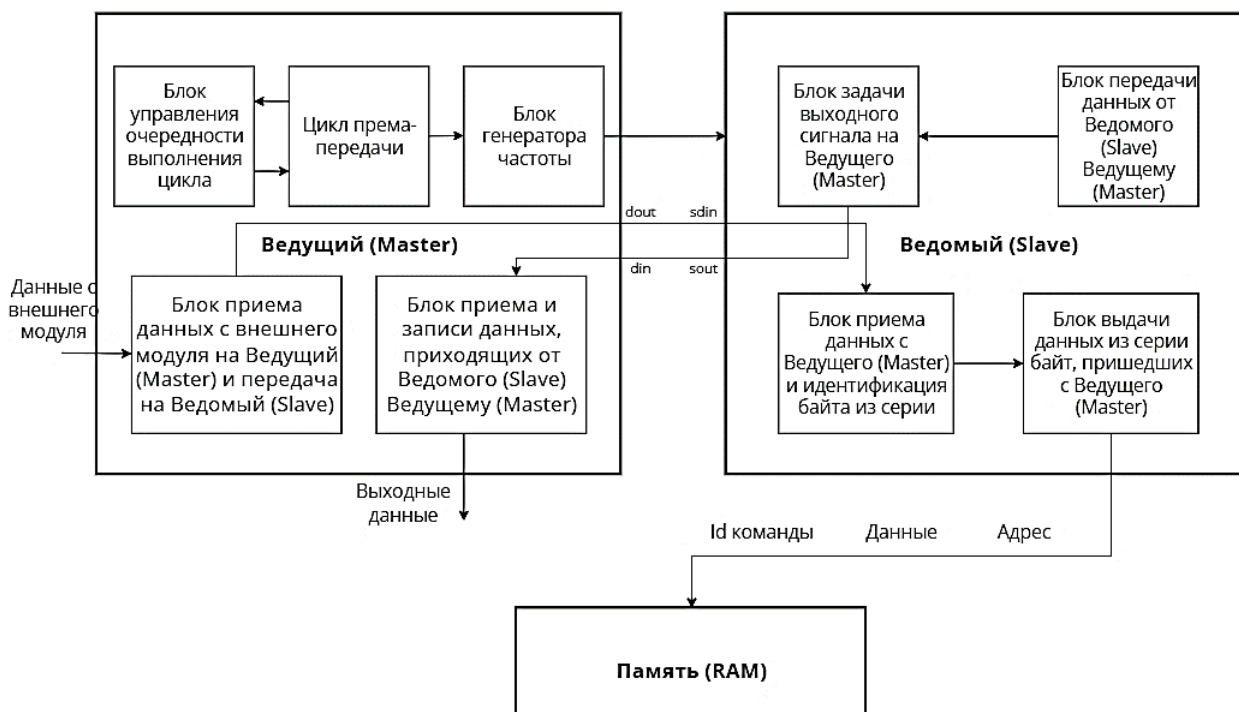 Блок
управления
очередности
выполнения
цикла
Цикл према-
передачи
Блок
генератора
частоты
Блок задачи
выходного
сигнала на
Ведущего
(Master)
Блок передачи
данных от
Ведомого
(Slave)
Ведущему
(Master)
dout
sdin
Ведущий (Master)
Ведомый (Slave)
din
sout
Данные с
внешнего
модуля
Блок приема
данных с внешнего
модуля на Ведущий
(Master) и передача
на Ведомый (Slave)
Блок приема и
записи данных,
приходящих от
Ведомого (Slave)
Ведущему (Master)
Блок приема
данных с
Ведущего (Master)
и идентификация
байта из серии
Блок выдачи
данных из серии
байт, пришедших
с Ведущего
(Master)
Выходные
данные
Id команды
Данные
Адрес
Память (RAM)